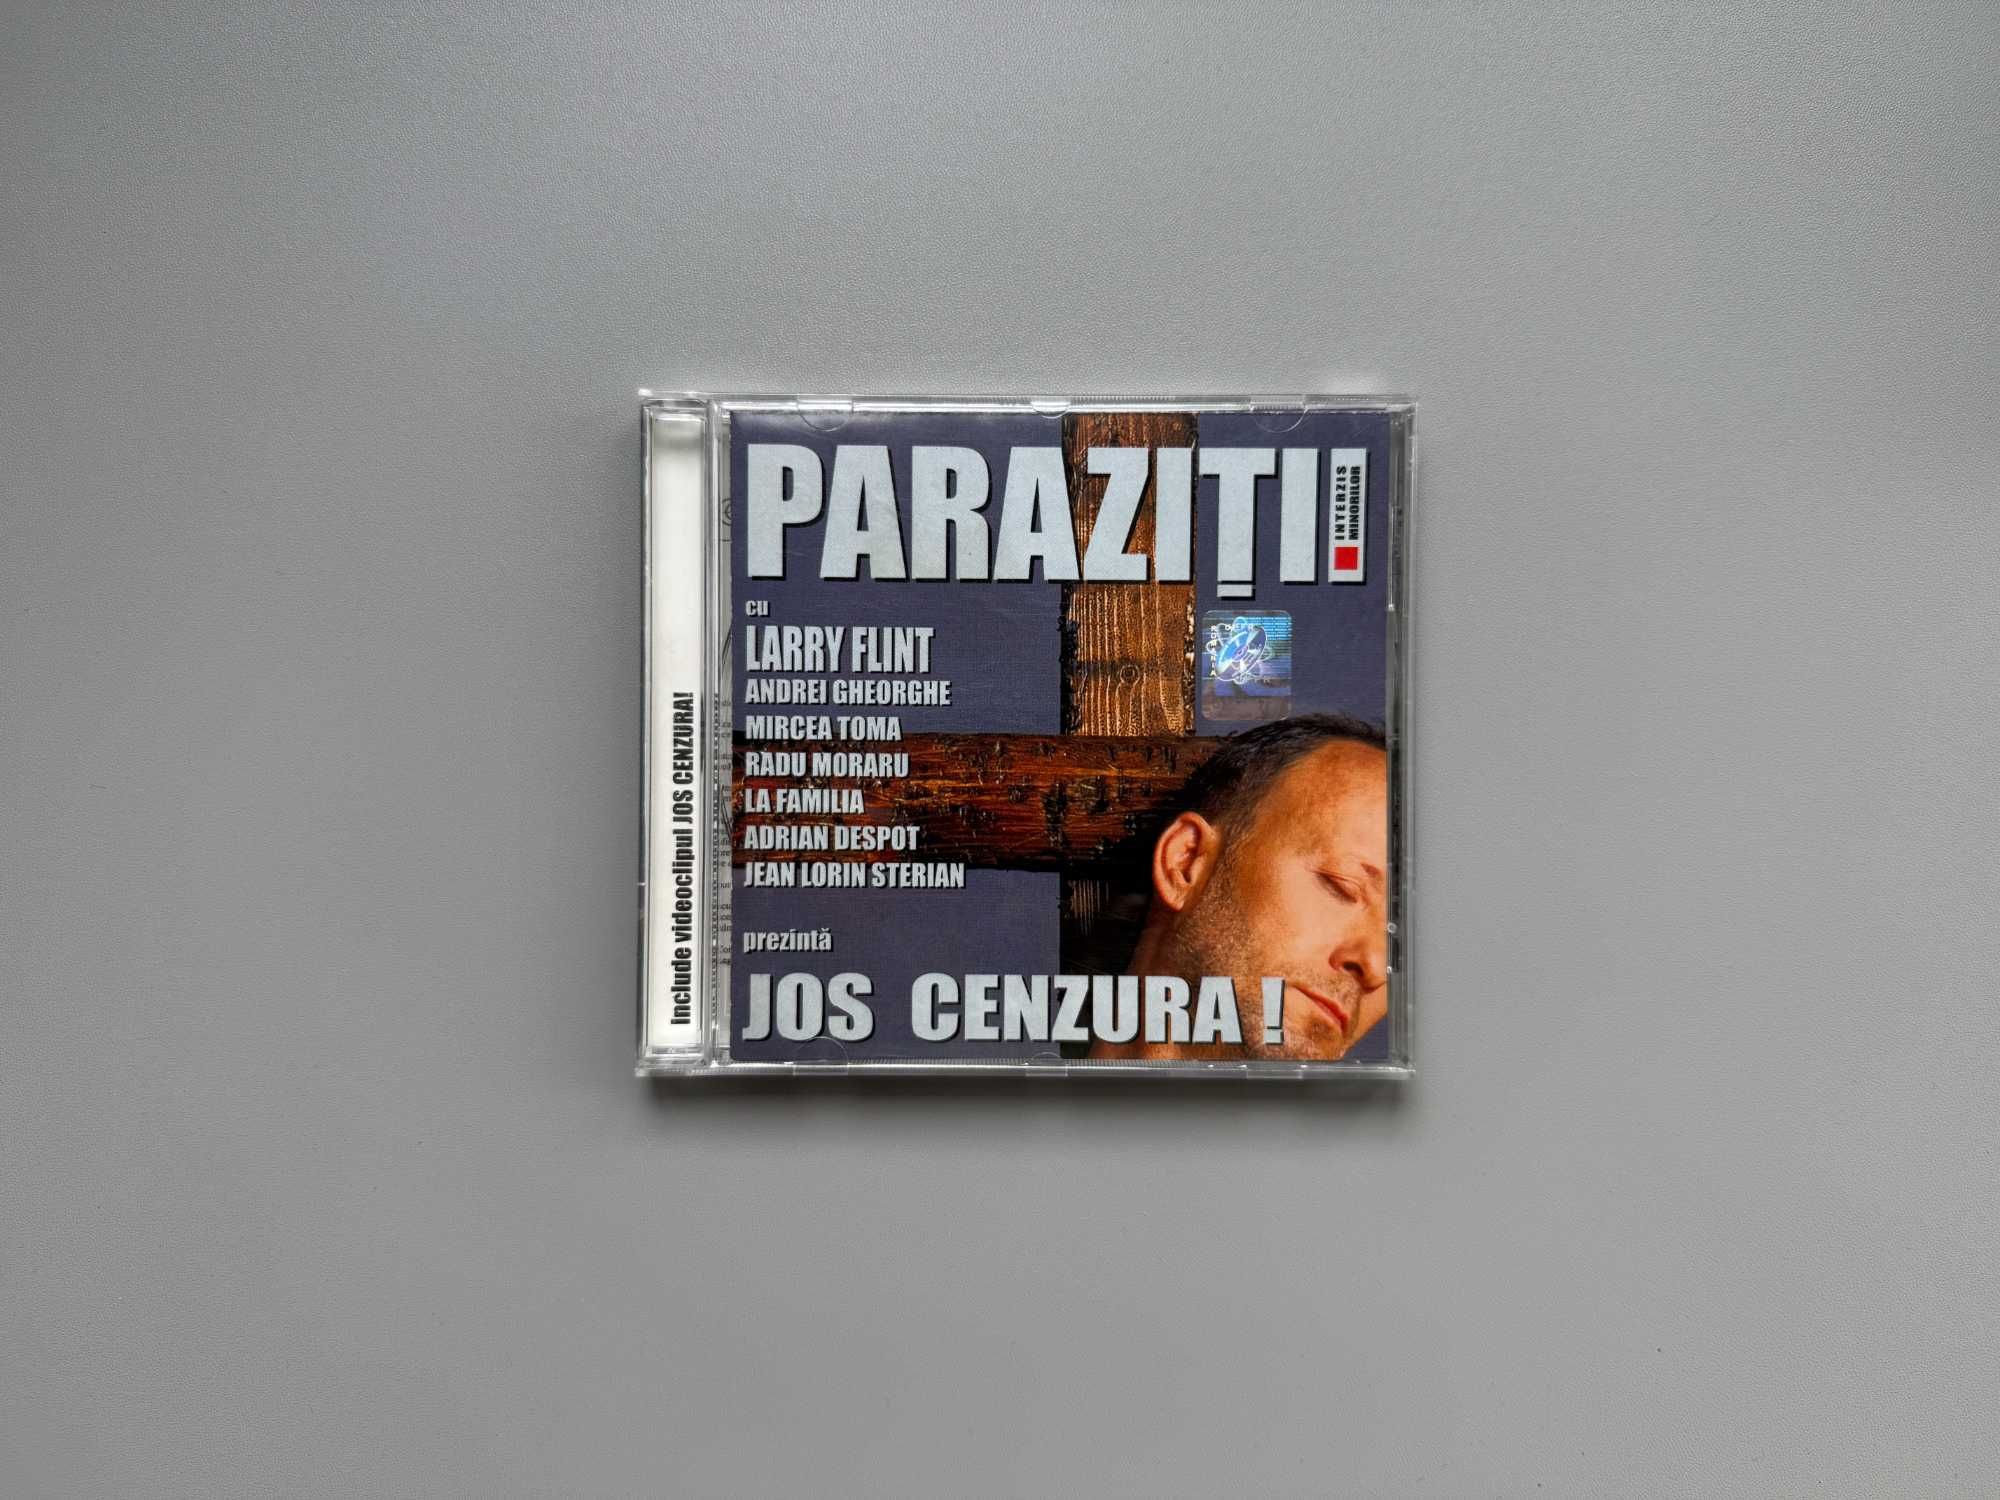 PARAZIȚII
INTERZIS
MINORILOR
cu
LARRY FLINT
ANDREI GHEORGHE
MIRCEA TOMA
RADU MORARU
LA FAMILIA
ADRIAN DESPOT
JEAN LORIN STERIAN
prezintă
JOS CENZURA !
include videoclipul JOS CENZURA!
ROMANIA